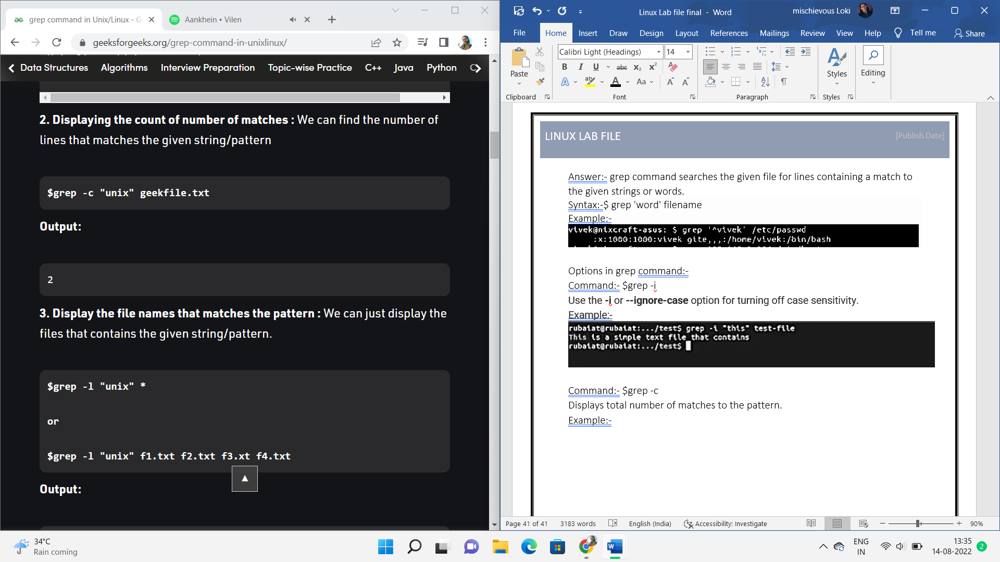 grep command in Unix/Linux - G
Aankhein • Vilen
geeksforgeeks.org/grep-command-in-unixlinux/
Data Structures Algorithms Interview Preparation Topic-wise Practice C++ Java Python
2. Displaying the count of number of matches : We can find the number of
lines that matches the given string/pattern
$grep -c "unix" geekfile.txt
Output:
2
3. Display the file names that matches the pattern : We can just display the
files that contains the given string/pattern.
$grep -l "unix" *
or
$grep -l "unix" f1.txt f2.txt f3.xt f4.txt
Output:
Linux Lab file final - Word
mischievous Loki
File Home Insert Draw Design Layout References Mailings Review View Help Tell me Share
Paste
Clipboard
Calibri Light (Headings) 14
B I U abc X₂ X²
A ab A Aa A A
Font
Paragraph
Styles
Styles
Editing
LINUX LAB FILE
[Publish Date]
Answer:- grep command searches the given file for lines containing a match to
the given strings or words.
Syntax:-$ grep 'word' filename
Example:-
vivek@nixcraft-asus: $ grep '^vivek' /etc/passwd
:x:1000:1000:vivek gite,,,:/home/vivek:/bin/bash
Options in grep command:-
Command:- $grep -i
Use the -i or --ignore-case option for turning off case sensitivity.
Example:-
rubaiat@rubaiat:.../test$ grep -i "this" test-file
This is a simple text file that contains
rubaiat@rubaiat:.../test$
Command:- $grep -c
Displays total number of matches to the pattern.
Example:-
Page 41 of 41 3183 words English (India) Accessibility: Investigate 90%
34°C
Rain coming
ENG
IN
13:35
14-08-2022
2